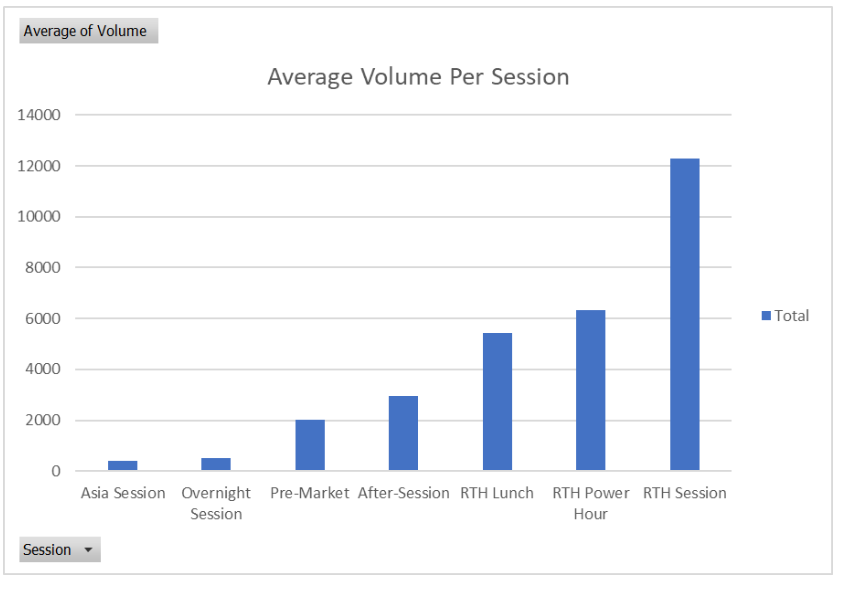 Average of Volume
Average Volume Per Session
14000
12000
10000
8000
6000
4000
2000
0
Asia Session
Overnight
Session
Pre-Market
After-Session
RTH Lunch
RTH Power
Hour
RTH Session
Total
Session